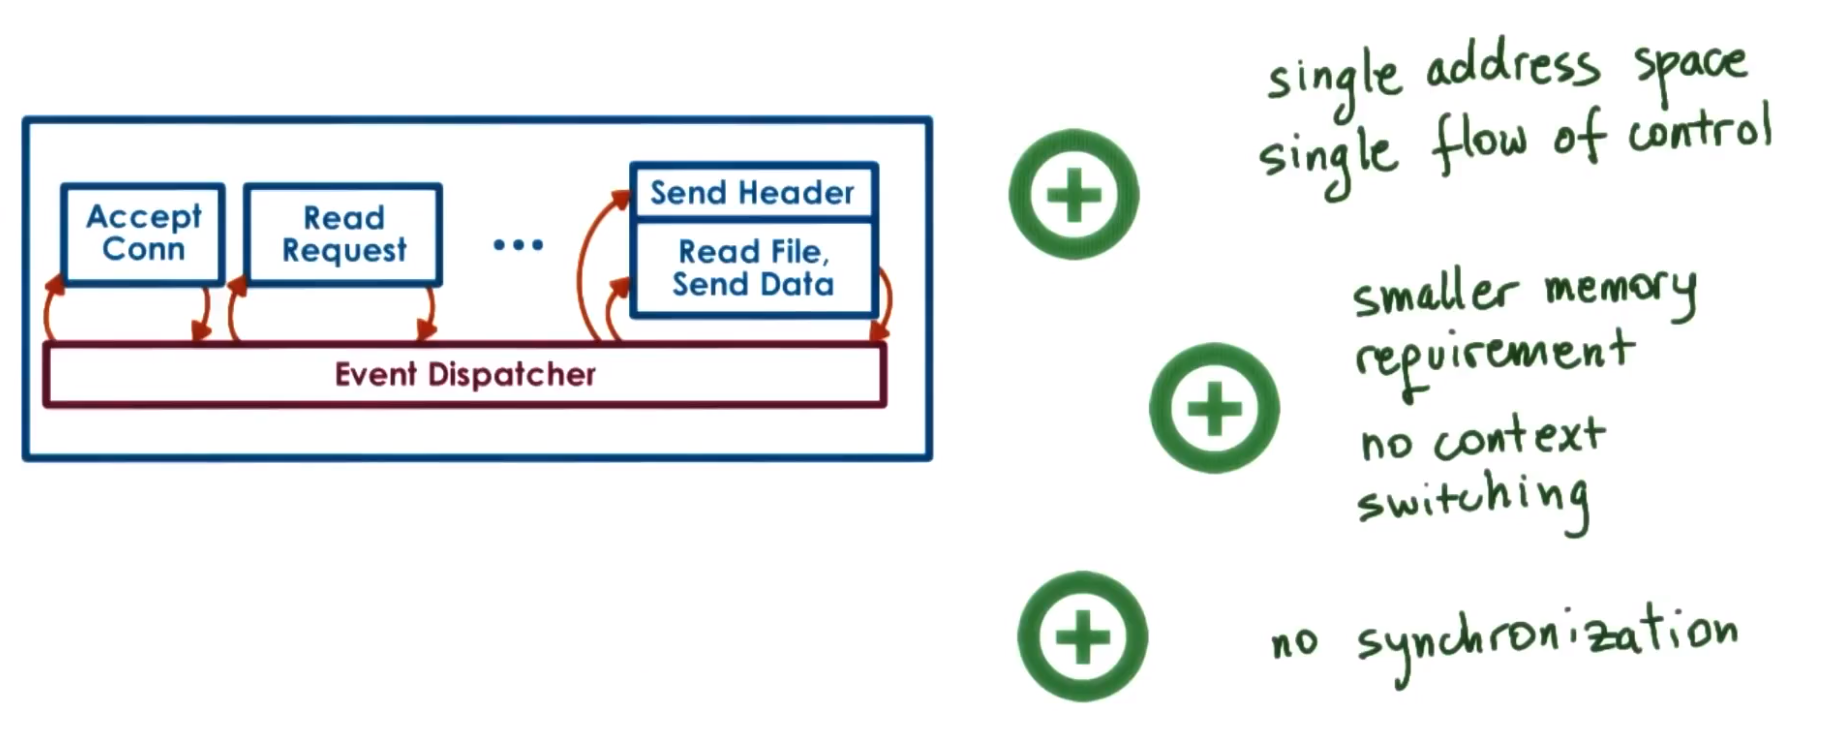 Accept
Conn
Read
Request
...
Send Header
Read File,
Send Data
Event Dispatcher
single address space
single flow of control
smaller memory
requirement
no context
switching
no synchronization